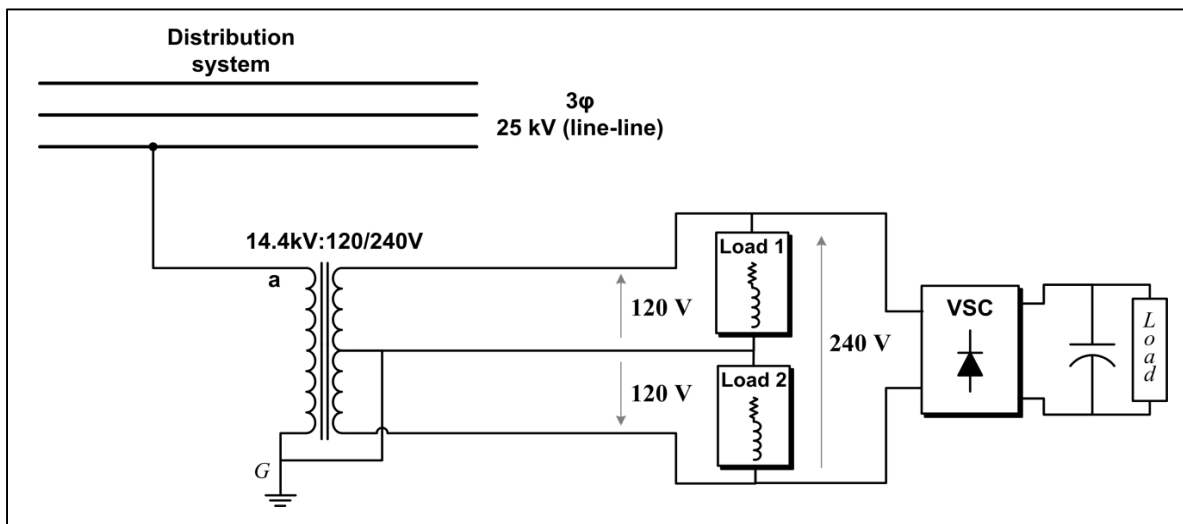 Distribution
system
3φ
25 kV (line-line)
14.4kV:120/240V
a
G
120 V
120 V
Load 1
Load 2
240 V
VSC
Load